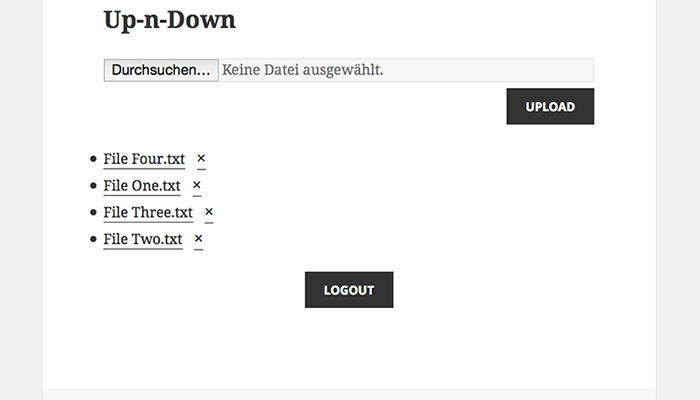 Up-n-Down
Durchsuchen… Keine Datei ausgewählt.
UPLOAD
• File Four.txt ×
• File One.txt ×
• File Three.txt ×
• File Two.txt ×
LOGOUT